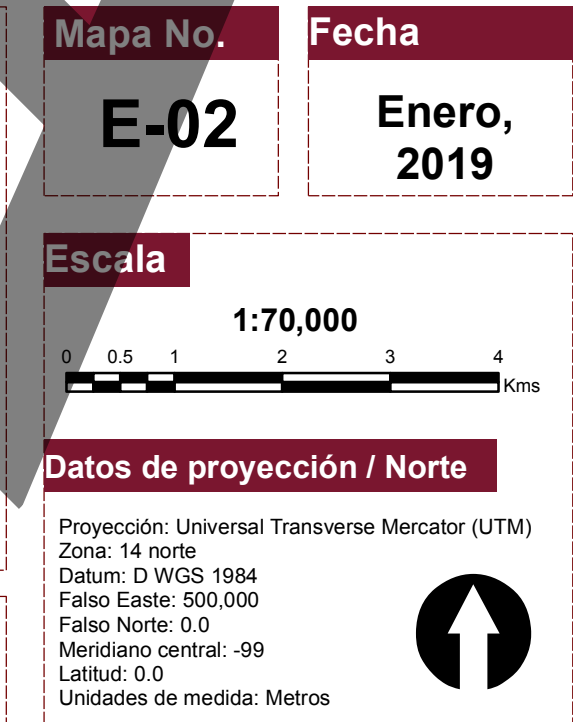 Mapa No.
E-02
Fecha
Enero,
2019
Escala
1:70,000
0 0.5 1 2 3 4
Kms
Datos de proyección / Norte
Proyección: Universal Transverse Mercator (UTM)
Zona: 14 norte
Datum: D WGS 1984
Falso Easte: 500,000
Falso Norte: 0.0
Meridiano central: -99
Latitud: 0.0
Unidades de medida: Metros